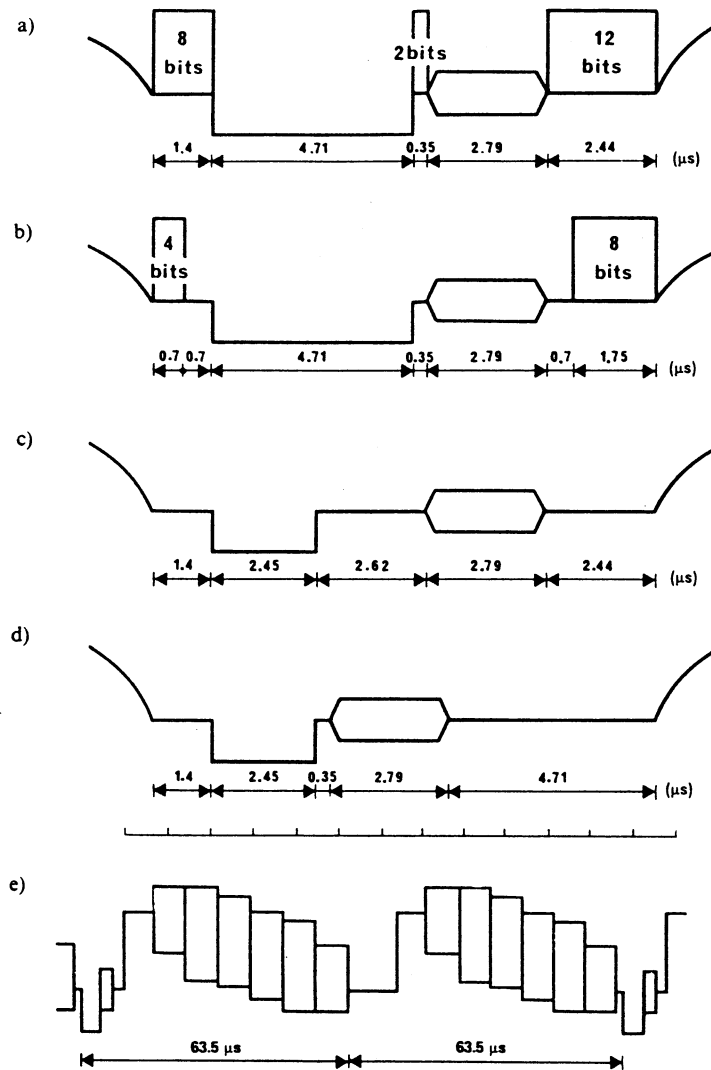 a)
8 bits
2bits
12 bits
1.4 4.71 0.35 2.79 2.44 (μs)
b)
4 bits
8 bits
0.7 0.7 4.71 0.35 2.79 0.7 1.75 (μs)
c)
1.4 2.45 2.62 2.79 2.44 (μs)
d)
1.4 2.45 0.35 2.79 4.71 (μs)
e)
63.5 μs 63.5 μs